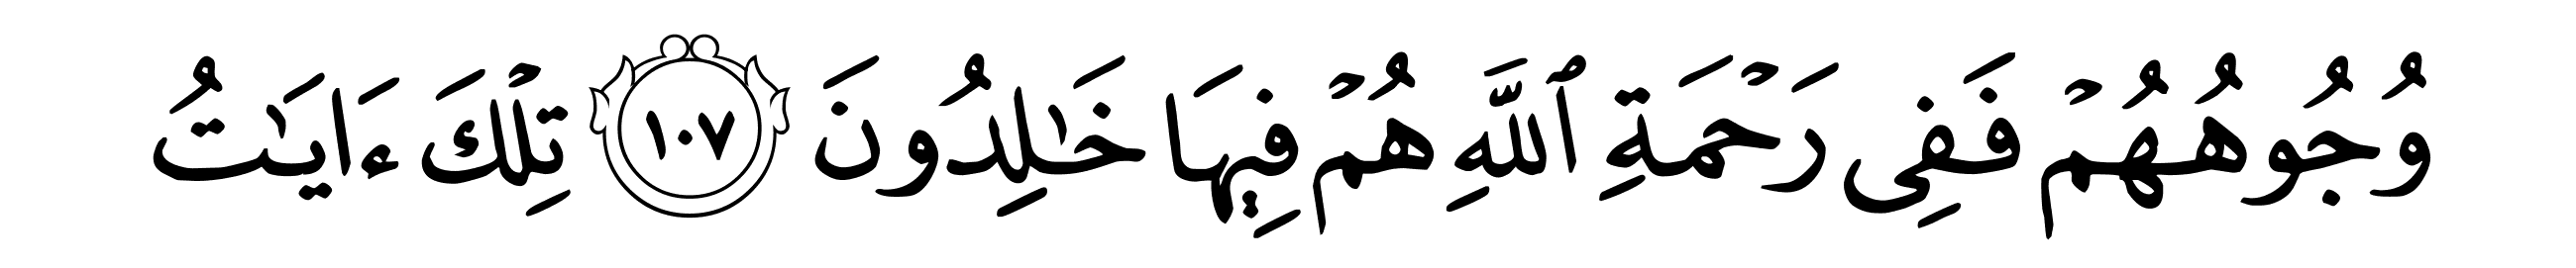 وُجُوهُهُمْ فَفِى رَحْمَةِ ٱللَّهِ هُمْ فِيهَا خَـٰلِدُونَ ١٠٧ تِلْكَ ءَايَـٰتُ